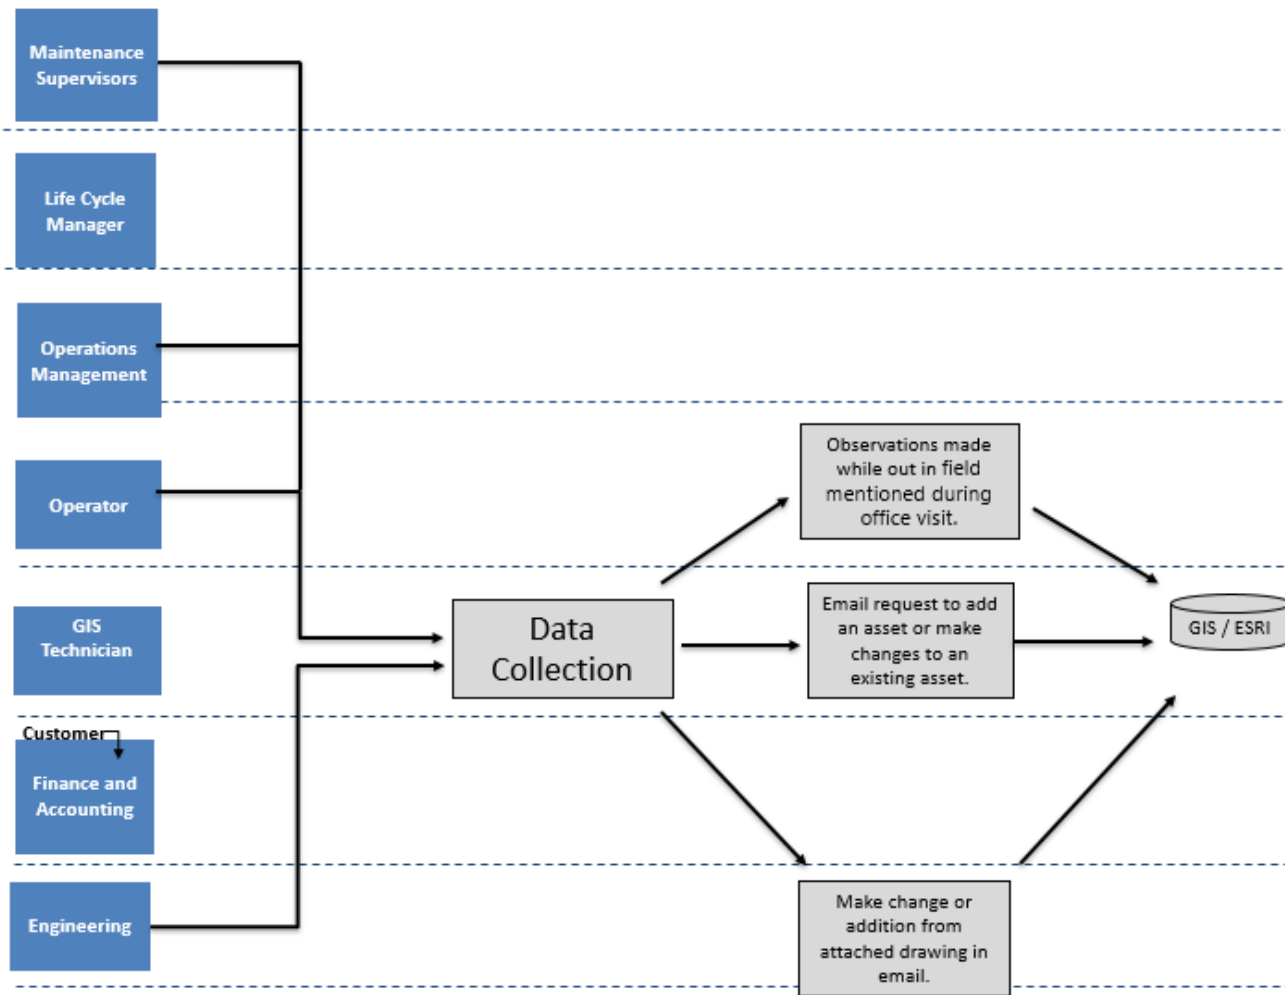 Maintenance
Supervisors
Life Cycle
Manager
Operations
Management
Operator
Observations made
while out in field
mentioned during
office visit.
GIS
Technician
Data
Collection
Email request to add
an asset or make
changes to an
existing asset.
GIS / ESRI
Customer
Finance and
Accounting
Engineering
Make change or
addition from
attached drawing in
email.